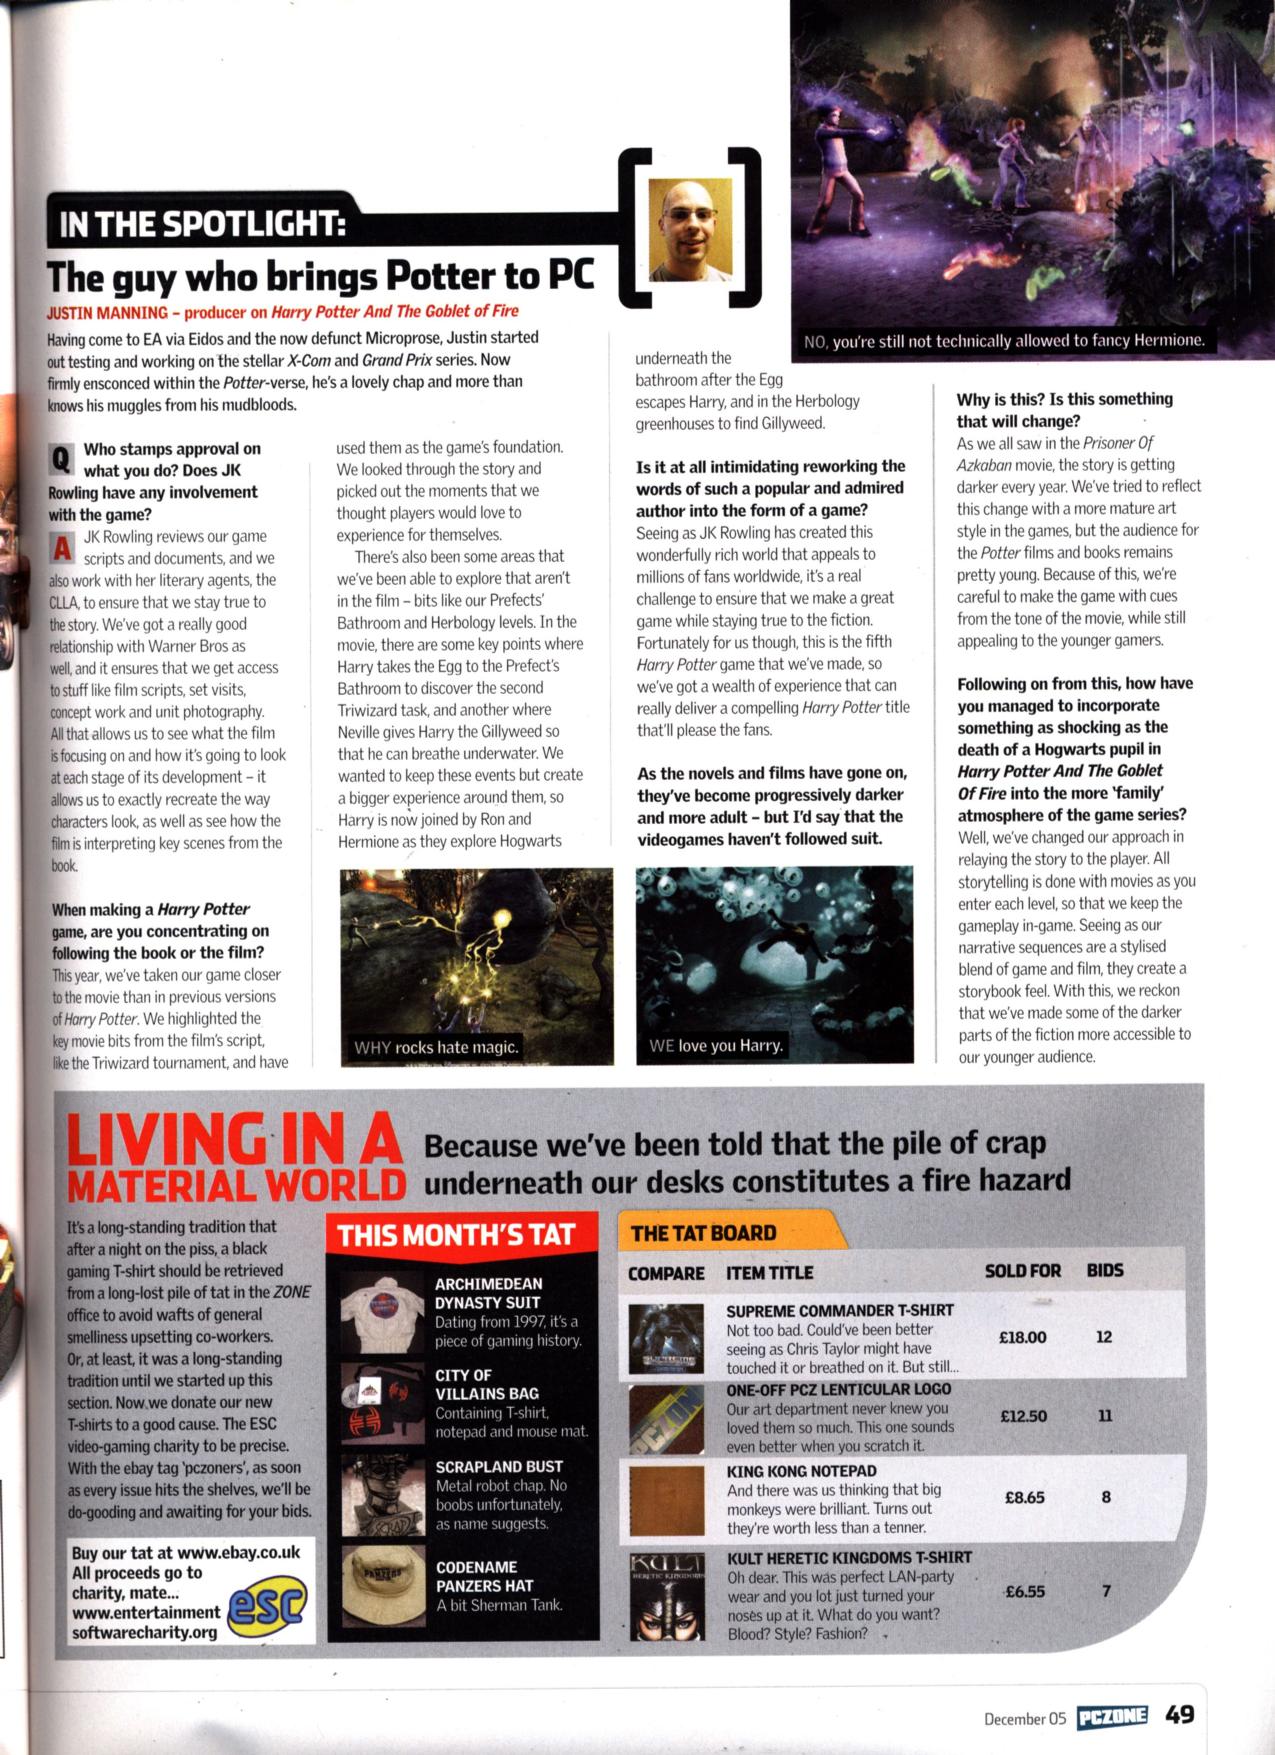 NO, you're still not technically allowed to fancy Hermione.
IN THE SPOTLIGHT:
The guy who brings Potter to PC
JUSTIN MANNING – producer on Harry Potter And The Goblet of Fire
Having come to EA via Eidos and the now defunct Microprose, Justin started
out testing and working on the stellar X-Com and Grand Prix series. Now
firmly ensconced within the Potter-verse, he's a lovely chap and more than
knows his muggles from his mudbloods.
Q Who stamps approval on
what you do? Does JK
Rowling have any involvement
with the game?
A JK Rowling reviews our game
scripts and documents, and we
also work with her literary agents, the
CLLA, to ensure that we stay true to
the story. We've got a really good
relationship with Warner Bros as
well, and it ensures that we get access
to stuff like film scripts, set visits,
concept work and unit photography.
All that allows us to see what the film
is focusing on and how it's going to look
at each stage of its development – it
allows us to exactly recreate the way
characters look, as well as see how the
film is interpreting key scenes from the
book.
When making a Harry Potter
game, are you concentrating on
following the book or the film?
This year, we've taken our game closer
to the movie than in previous versions
of Harry Potter. We highlighted the
key movie bits from the film's script,
like the Triwizard tournament, and have
used them as the game's foundation.
We looked through the story and
picked out the moments that we
thought players would love to
experience for themselves.
There's also been some areas that
we've been able to explore that aren't
in the film – bits like our Prefects'
Bathroom and Herbology levels. In the
movie, there are some key points where
Harry takes the Egg to the Prefect's
Bathroom to discover the second
Triwizard task, and another where
Neville gives Harry the Gillyweed so
that he can breathe underwater. We
wanted to keep these events but create
a bigger experience around them, so
Harry is now joined by Ron and
Hermione as they explore Hogwarts
WHY rocks hate magic.
underneath the
bathroom after the Egg
escapes Harry, and in the Herbology
greenhouses to find Gillyweed.
Is it at all intimidating reworking the
words of such a popular and admired
author into the form of a game?
Seeing as JK Rowling has created this
wonderfully rich world that appeals to
millions of fans worldwide, it's a real
challenge to ensure that we make a great
game while staying true to the fiction.
Fortunately for us though, this is the fifth
Harry Potter game that we've made, so
we've got a wealth of experience that can
really deliver a compelling Harry Potter title
that'll please the fans.
As the novels and films have gone on,
they've become progressively darker
and more adult – but I'd say that the
videogames haven't followed suit.
WE love you Harry.
Why is this? Is this something
that will change?
As we all saw in the Prisoner Of
Azkaban movie, the story is getting
darker every year. We've tried to reflect
this change with a more mature art
style in the games, but the audience for
the Potter films and books remains
pretty young. Because of this, we're
careful to make the game with cues
from the tone of the movie, while still
appealing to the younger gamers.
Following on from this, how have
you managed to incorporate
something as shocking as the
death of a Hogwarts pupil in
Harry Potter And The Goblet
Of Fire into the more 'family'
atmosphere of the game series?
Well, we've changed our approach in
relaying the story to the player. All
storytelling is done with movies as you
enter each level, so that we keep the
gameplay in-game. Seeing as our
narrative sequences are a stylised
blend of game and film, they create a
storybook feel. With this, we reckon
that we've made some of the darker
parts of the fiction more accessible to
our younger audience.
LIVING IN A
MATERIAL WORLD
Because we've been told that the pile of crap
underneath our desks constitutes a fire hazard
It's a long-standing tradition that
after a night on the piss, a black
gaming T-shirt should be retrieved
from a long-lost pile of tat in the ZONE
office to avoid wafts of general
smelliness upsetting co-workers.
Or, at least, it was a long-standing
tradition until we started up this
section. Now, we donate our new
T-shirts to a good cause. The ESC
video-gaming charity to be precise.
With the ebay tag 'pczoners', as soon
as every issue hits the shelves, we'll be
do-gooding and awaiting for your bids.
Buy our tat at www.ebay.co.uk
All proceeds go to
charity, mate...
www.entertainment
softwarecharity.org
esc
THIS MONTH'S TAT
ARCHIMEDEAN
DYNASTY SUIT
Dating from 1997, it's a
piece of gaming history.
CITY OF
VILLAINS BAG
Containing T-shirt,
notepad and mouse mat.
SCRAPLAND BUST
Metal robot chap. No
boobs unfortunately,
as name suggests.
SCRAP
CODENAME
PANZERS HAT
A bit Sherman Tank.
PANZERS
THE TAT BOARD
COMPARE ITEM TITLE SOLD FOR BIDS
SUPREME COMMANDER T-SHIRT
Not too bad. Could've been better
seeing as Chris Taylor might have
touched it or breathed on it. But still...
£18.00 12
PCZONE
ONE-OFF PCZ LENTICULAR LOGO
Our art department never knew you
loved them so much. This one sounds
even better when you scratch it.
£12.50 11
KING KONG NOTEPAD
And there was us thinking that big
monkeys were brilliant. Turns out
they're worth less than a tenner.
£8.65 8
KULT
HERETIC KINGDOMS
KULT HERETIC KINGDOMS T-SHIRT
Oh dear. This was perfect LAN-party
wear and you lot just turned your
noses up at it. What do you want?
Blood? Style? Fashion?
£6.55 7
December 05 PCZONE 49